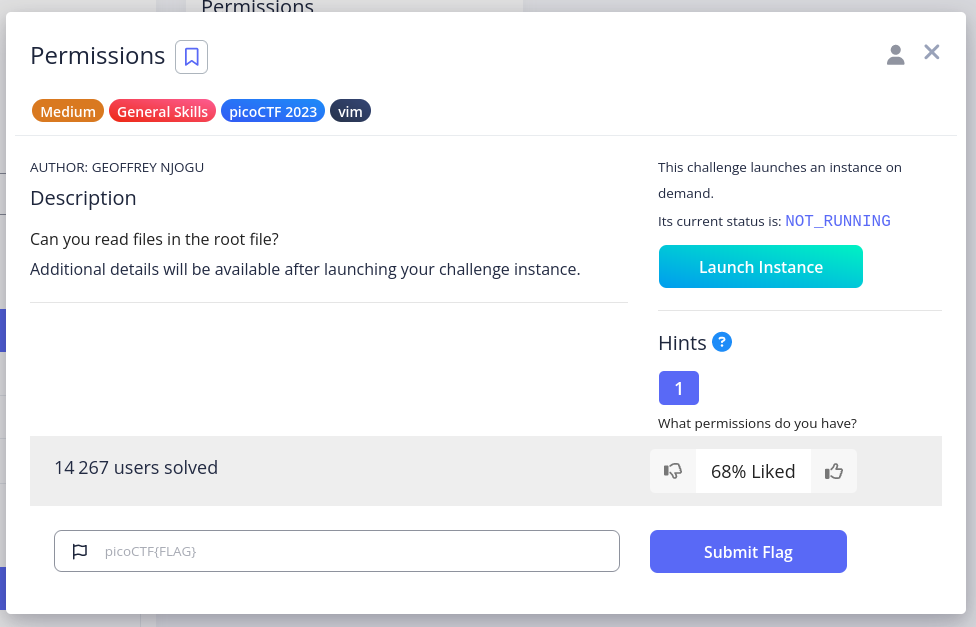 Permissions
Permissions
Medium General Skills picoCTF 2023 vim
AUTHOR: GEOFFREY NJOGU
Description
Can you read files in the root file?
Additional details will be available after launching your challenge instance.
This challenge launches an instance on
demand.
Its current status is: NOT_RUNNING
Launch Instance
Hints ?
1
What permissions do you have?
14 267 users solved
68% Liked
picoCTF{FLAG}
Submit Flag